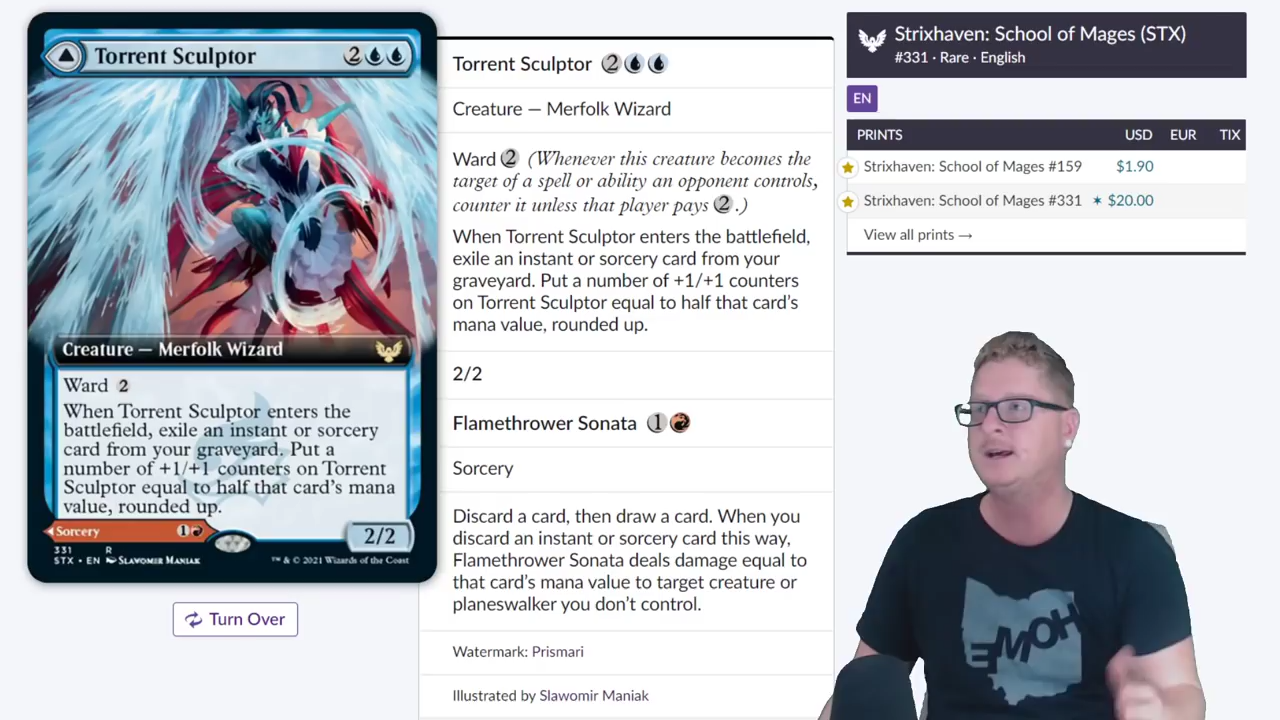 Torrent Sculptor 2
Creature — Merfolk Wizard
Ward 2
When Torrent Sculptor enters the
battlefield, exile an instant or sorcery
card from your graveyard. Put a
number of +1/+1 counters on Torrent
Sculptor equal to half that card's mana
value, rounded up.
Sorcery 1
2/2
331 R
STX • EN Slawomir Maniak
™ & © 2021 Wizards of the Coast
Turn Over
Torrent Sculptor 2
Creature — Merfolk Wizard
Ward 2 (Whenever this creature becomes the
target of a spell or ability an opponent controls,
counter it unless that player pays 2.)
When Torrent Sculptor enters the battlefield,
exile an instant or sorcery card from your
graveyard. Put a number of +1/+1 counters
on Torrent Sculptor equal to half that card's
mana value, rounded up.
2/2
Flamethrower Sonata 1
Sorcery
Discard a card, then draw a card. When you
discard an instant or sorcery card this way,
Flamethrower Sonata deals damage equal to
that card's mana value to target creature or
planeswalker you don't control.
Watermark: Prismari
Illustrated by Slawomir Maniak
Strixhaven: School of Mages (STX)
#331 · Rare · English
EN
PRINTS USD EUR TIX
Strixhaven: School of Mages #159 $1.90
Strixhaven: School of Mages #331 ✶ $20.00
View all prints →
HOME